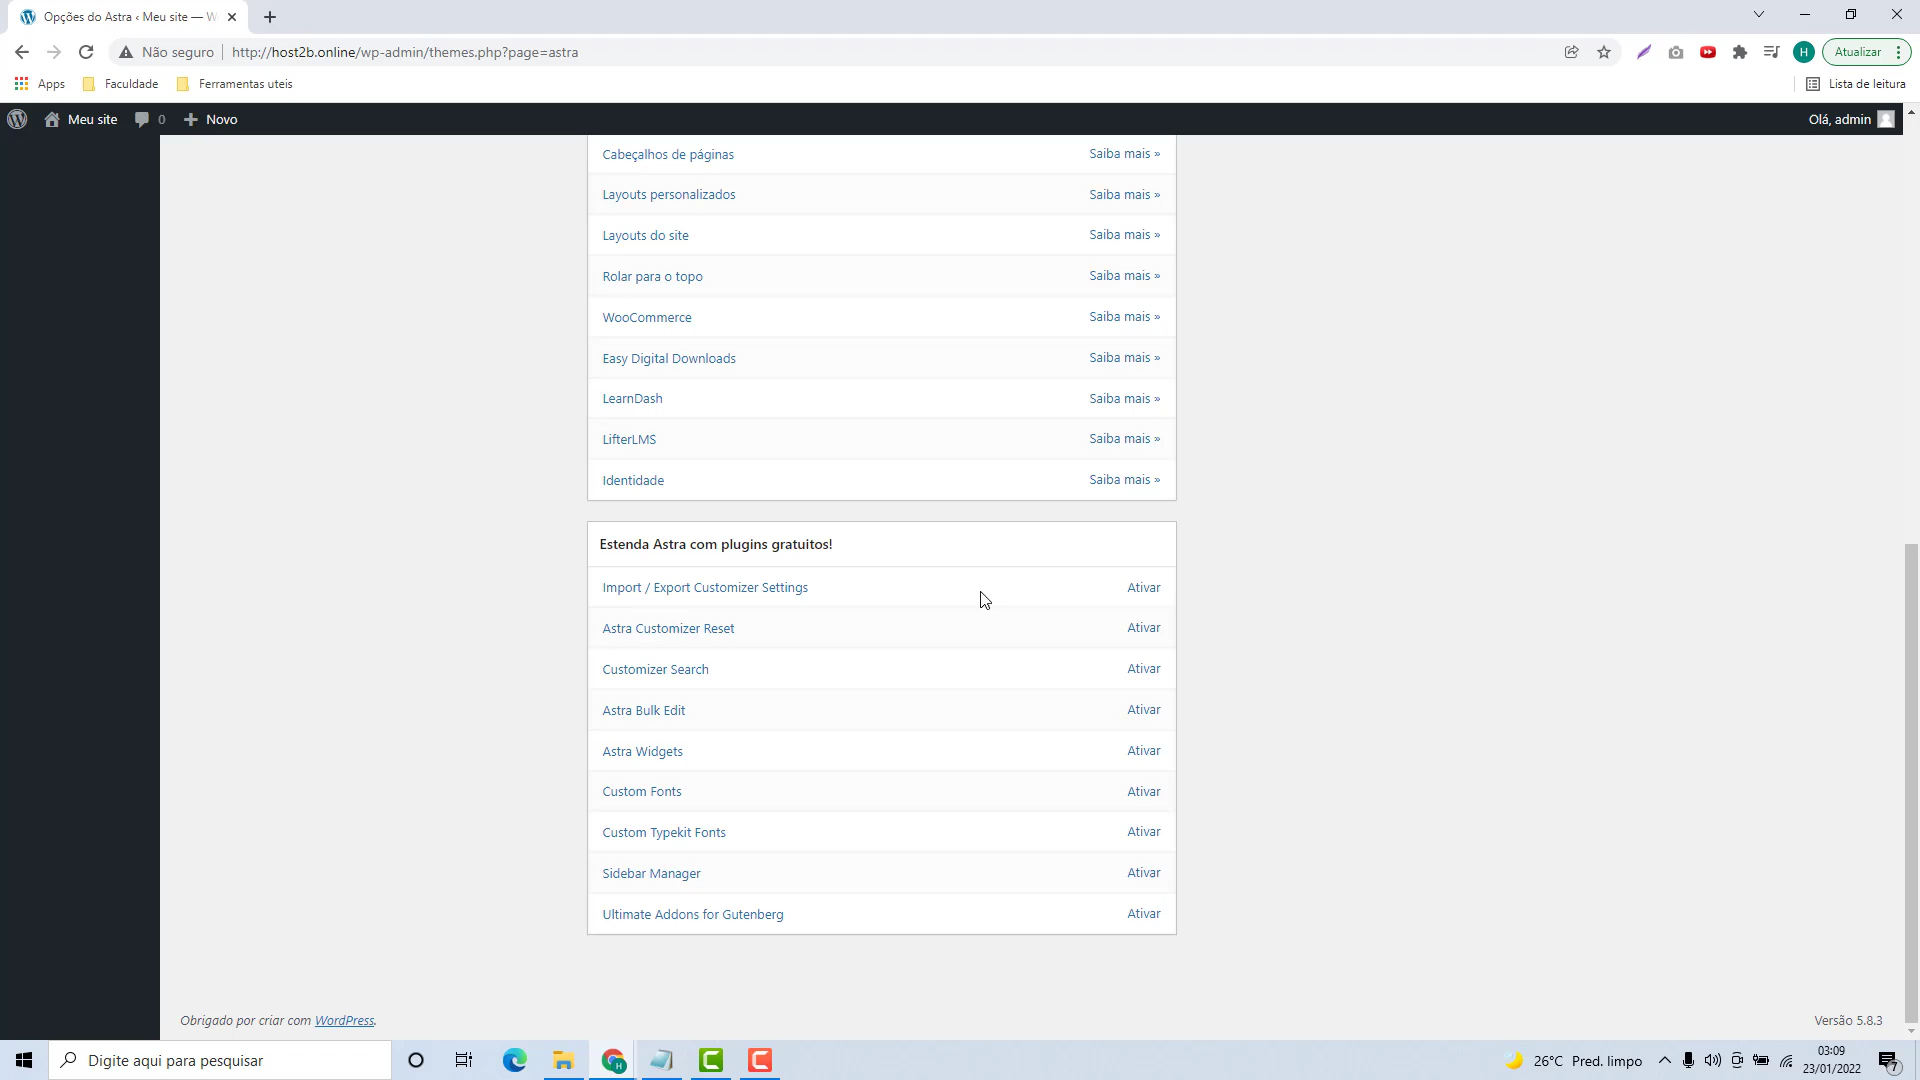 Opções do Astra ‹ Meu site — W
Não seguro
http://host2b.online/wp-admin/themes.php?page=astra
H
Atualizar
Apps
Faculdade
Ferramentas uteis
Lista de leitura
Meu site
0
Novo
Olá, admin
Cabeçalhos de páginas
Saiba mais »
Layouts personalizados
Saiba mais »
Layouts do site
Saiba mais »
Rolar para o topo
Saiba mais »
WooCommerce
Saiba mais »
Easy Digital Downloads
Saiba mais »
LearnDash
Saiba mais »
LifterLMS
Saiba mais »
Identidade
Saiba mais »
Estenda Astra com plugins gratuitos!
Import / Export Customizer Settings
Ativar
Astra Customizer Reset
Ativar
Customizer Search
Ativar
Astra Bulk Edit
Ativar
Astra Widgets
Ativar
Custom Fonts
Ativar
Custom Typekit Fonts
Ativar
Sidebar Manager
Ativar
Ultimate Addons for Gutenberg
Ativar
Obrigado por criar com WordPress.
Versão 5.8.3
Digite aqui para pesquisar
26°C Pred. limpo
03:09
23/01/2022
7